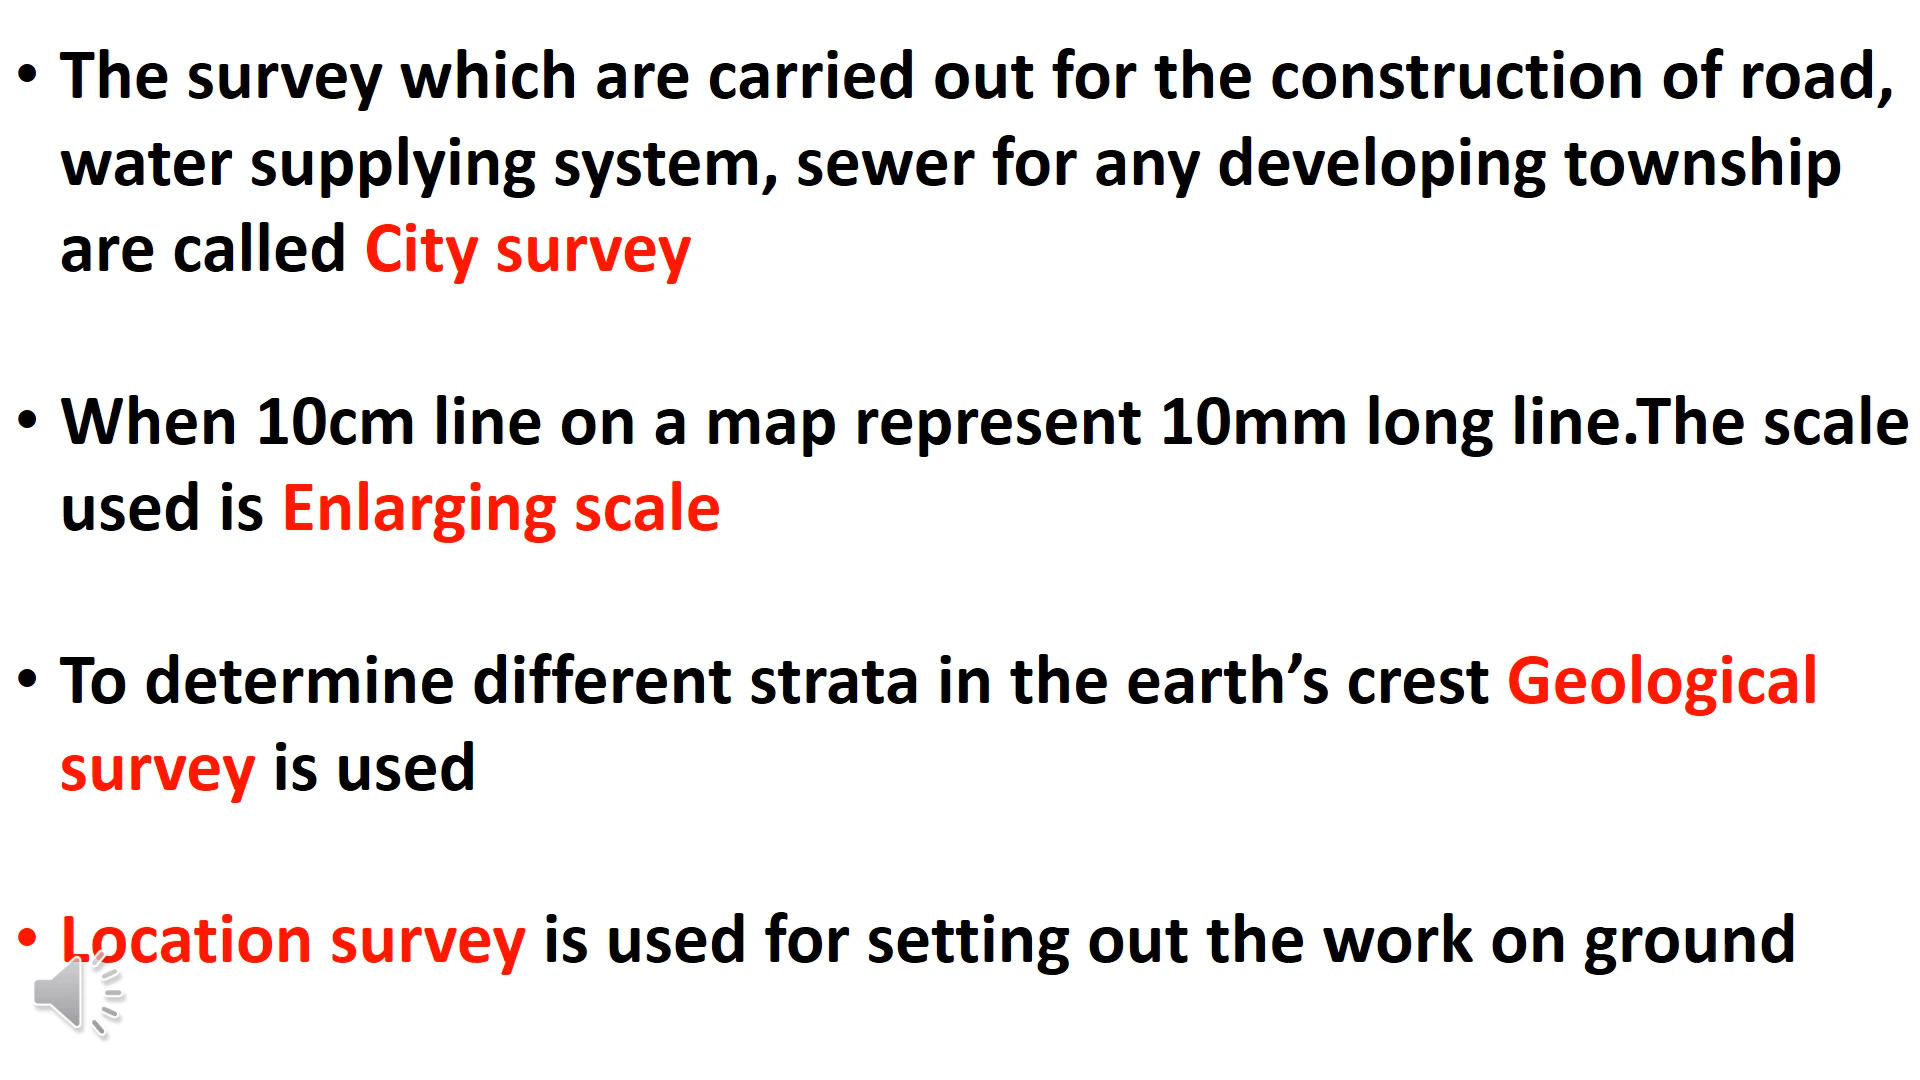 • The survey which are carried out for the construction of road,
water supplying system, sewer for any developing township
are called City survey
• When 10cm line on a map represent 10mm long line.The scale
used is Enlarging scale
• To determine different strata in the earth’s crest Geological
survey is used
• Location survey is used for setting out the work on ground